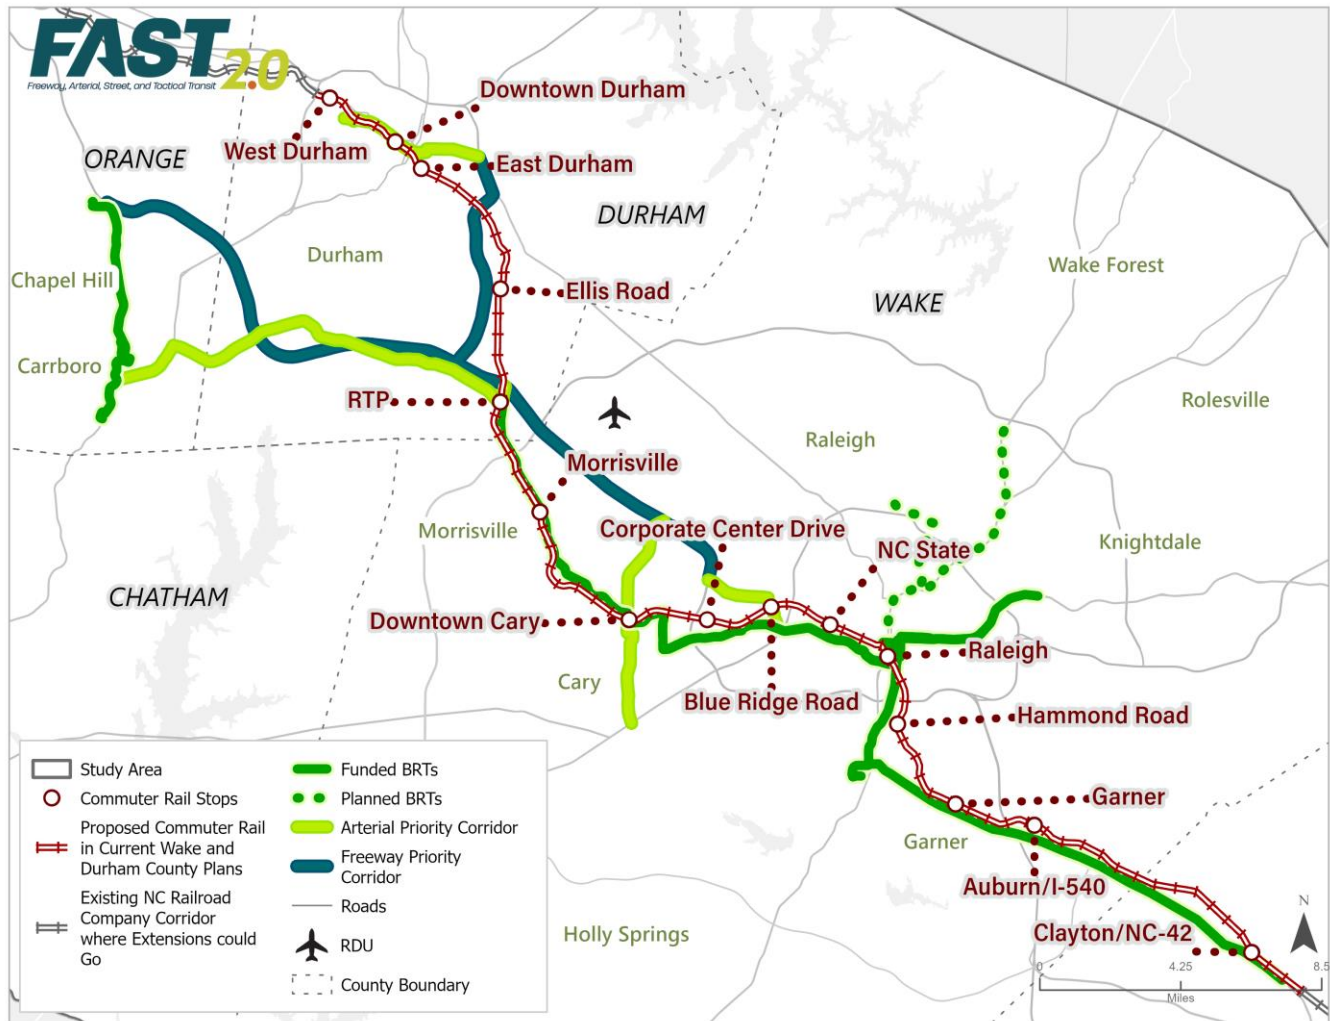 FAST 2.0
Freeway, Arterial, Street, and Tactical Transit
Downtown Durham
West Durham
ORANGE
East Durham
DURHAM
Durham
Chapel Hill
Wake Forest
Ellis Road
WAKE
Carrboro
RTP
Rolesville
Raleigh
Morrisville
Morrisville
Corporate Center Drive
NC State
Knightdale
CHATHAM
Downtown Cary
Raleigh
Cary
Blue Ridge Road
Hammond Road
Garner
Garner
Auburn/I-540
Clayton/NC-42
Holly Springs
Study Area
Commuter Rail Stops
Proposed Commuter Rail
in Current Wake and
Durham County Plans
Existing NC Railroad
Company Corridor
where Extensions could
Go
Funded BRTs
Planned BRTs
Arterial Priority Corridor
Freeway Priority
Corridor
Roads
RDU
County Boundary
N
0 4.25 8.5
Miles